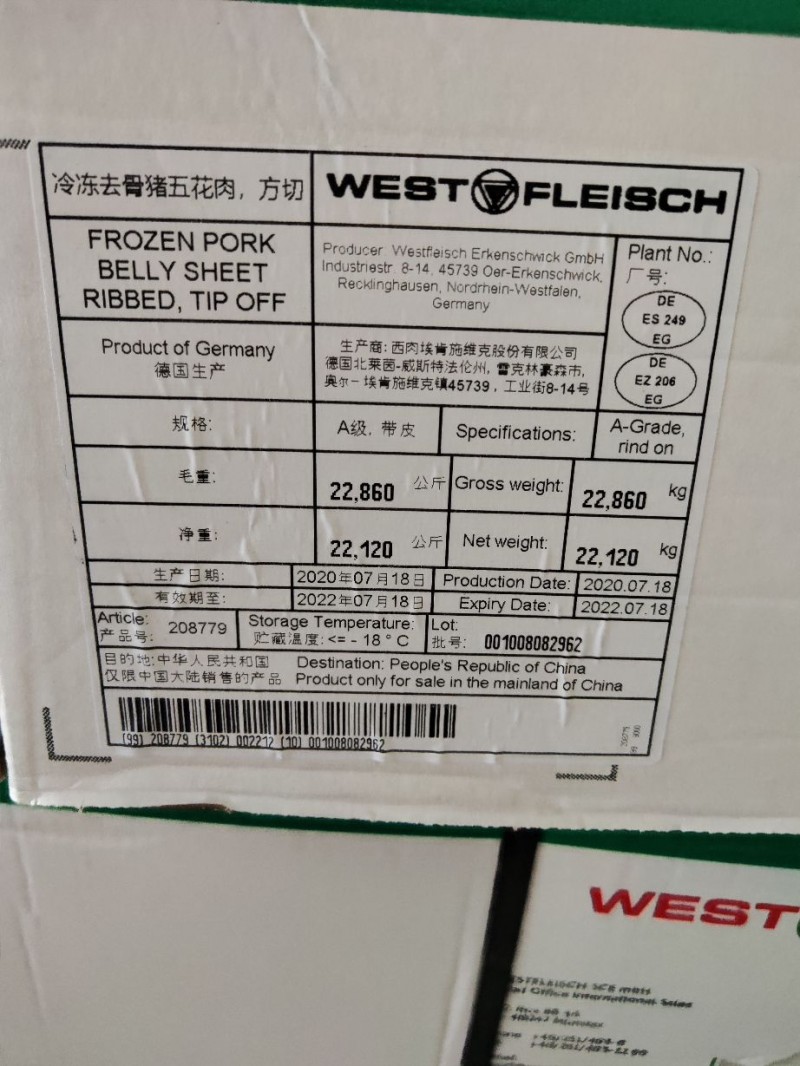 冷冻去骨猪五花肉，方切
WESTFLEISCH
FROZEN PORK
BELLY SHEET
RIBBED, TIP OFF
Producer: Westfleisch Erkenschwick GmbH
Industriestr. 8-14, 45739 Oer-Erkenschwick,
Recklinghausen, Nordrhein-Westfalen,
Germany
Plant No.:
厂号:
DE
ES 249
EG
DE
EZ 206
EG
Product of Germany
德国生产
生产商: 西肉埃肯施维克股份有限公司
德国北莱茵-威斯特法伦州, 雷克林豪森市,
奥尔－埃肯施维克镇45739，工业街8-14号
规格:
A级, 带皮
Specifications:
A-Grade,
rind on
毛重:
22,860 公斤
Gross weight:
22,860 kg
净重:
22,120 公斤
Net weight:
22,120 kg
生产日期:
2020年07月18日
Production Date:
2020.07.18
有效期至:
2022年07月18日
Expiry Date:
2022.07.18
Article:
产品号: 208779
Storage Temperature:
贮藏温度: <= - 18 ° C
Lot:
批号: 001008082962
目的地:中华人民共和国
仅限中国大陆销售的产品
Destination: People's Republic of China
Product only for sale in the mainland of China
(99) 208779 (3102) 002212 (10) 001008082962
WEST